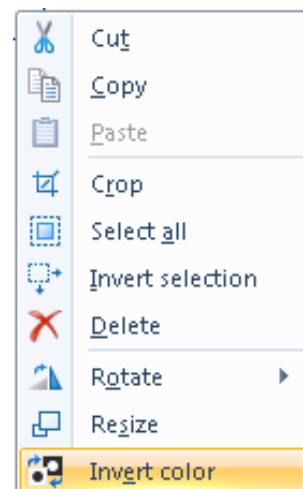 Cut
Copy
Paste
Crop
Select all
Invert selection
Delete
Rotate
Resize
Invert color